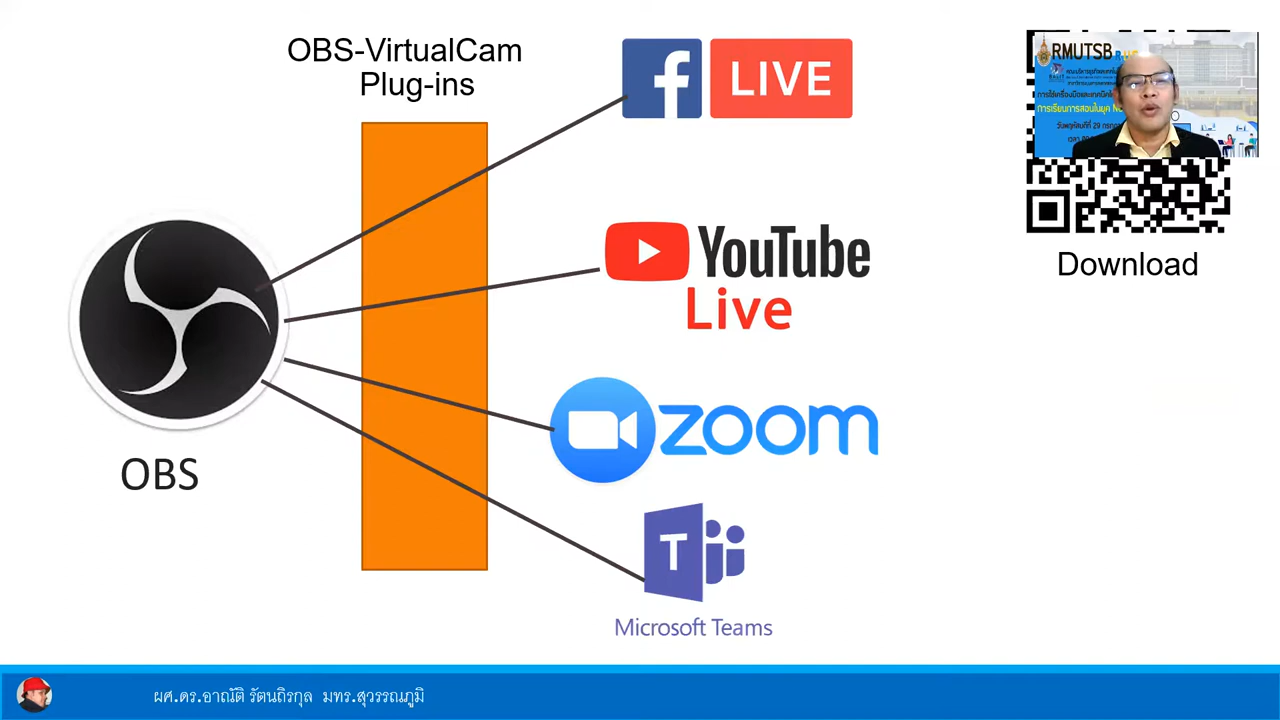 OBS-VirtualCam
Plug-ins
LIVE
RMUTSB
YouTube
Live
Download
zoom
OBS
T
Microsoft Teams
ผศ.ดร.อาณัติ รัตนถิรกุล มทร.สุวรรณภูมิ